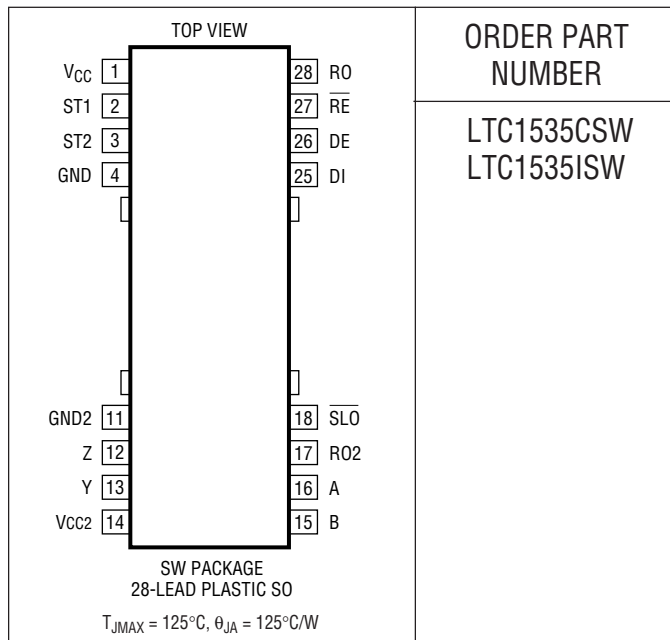 TOP VIEW
VCC 1
ST1 2
ST2 3
GND 4
GND2 11
Z 12
Y 13
VCC2 14
28 RO
27 R̅E̅
26 DE
25 DI
18 S̅L̅O̅
17 RO2
16 A
15 B
SW PACKAGE
28-LEAD PLASTIC SO
TJMAX = 125°C, θJA = 125°C/W
ORDER PART
NUMBER
LTC1535CSW
LTC1535ISW